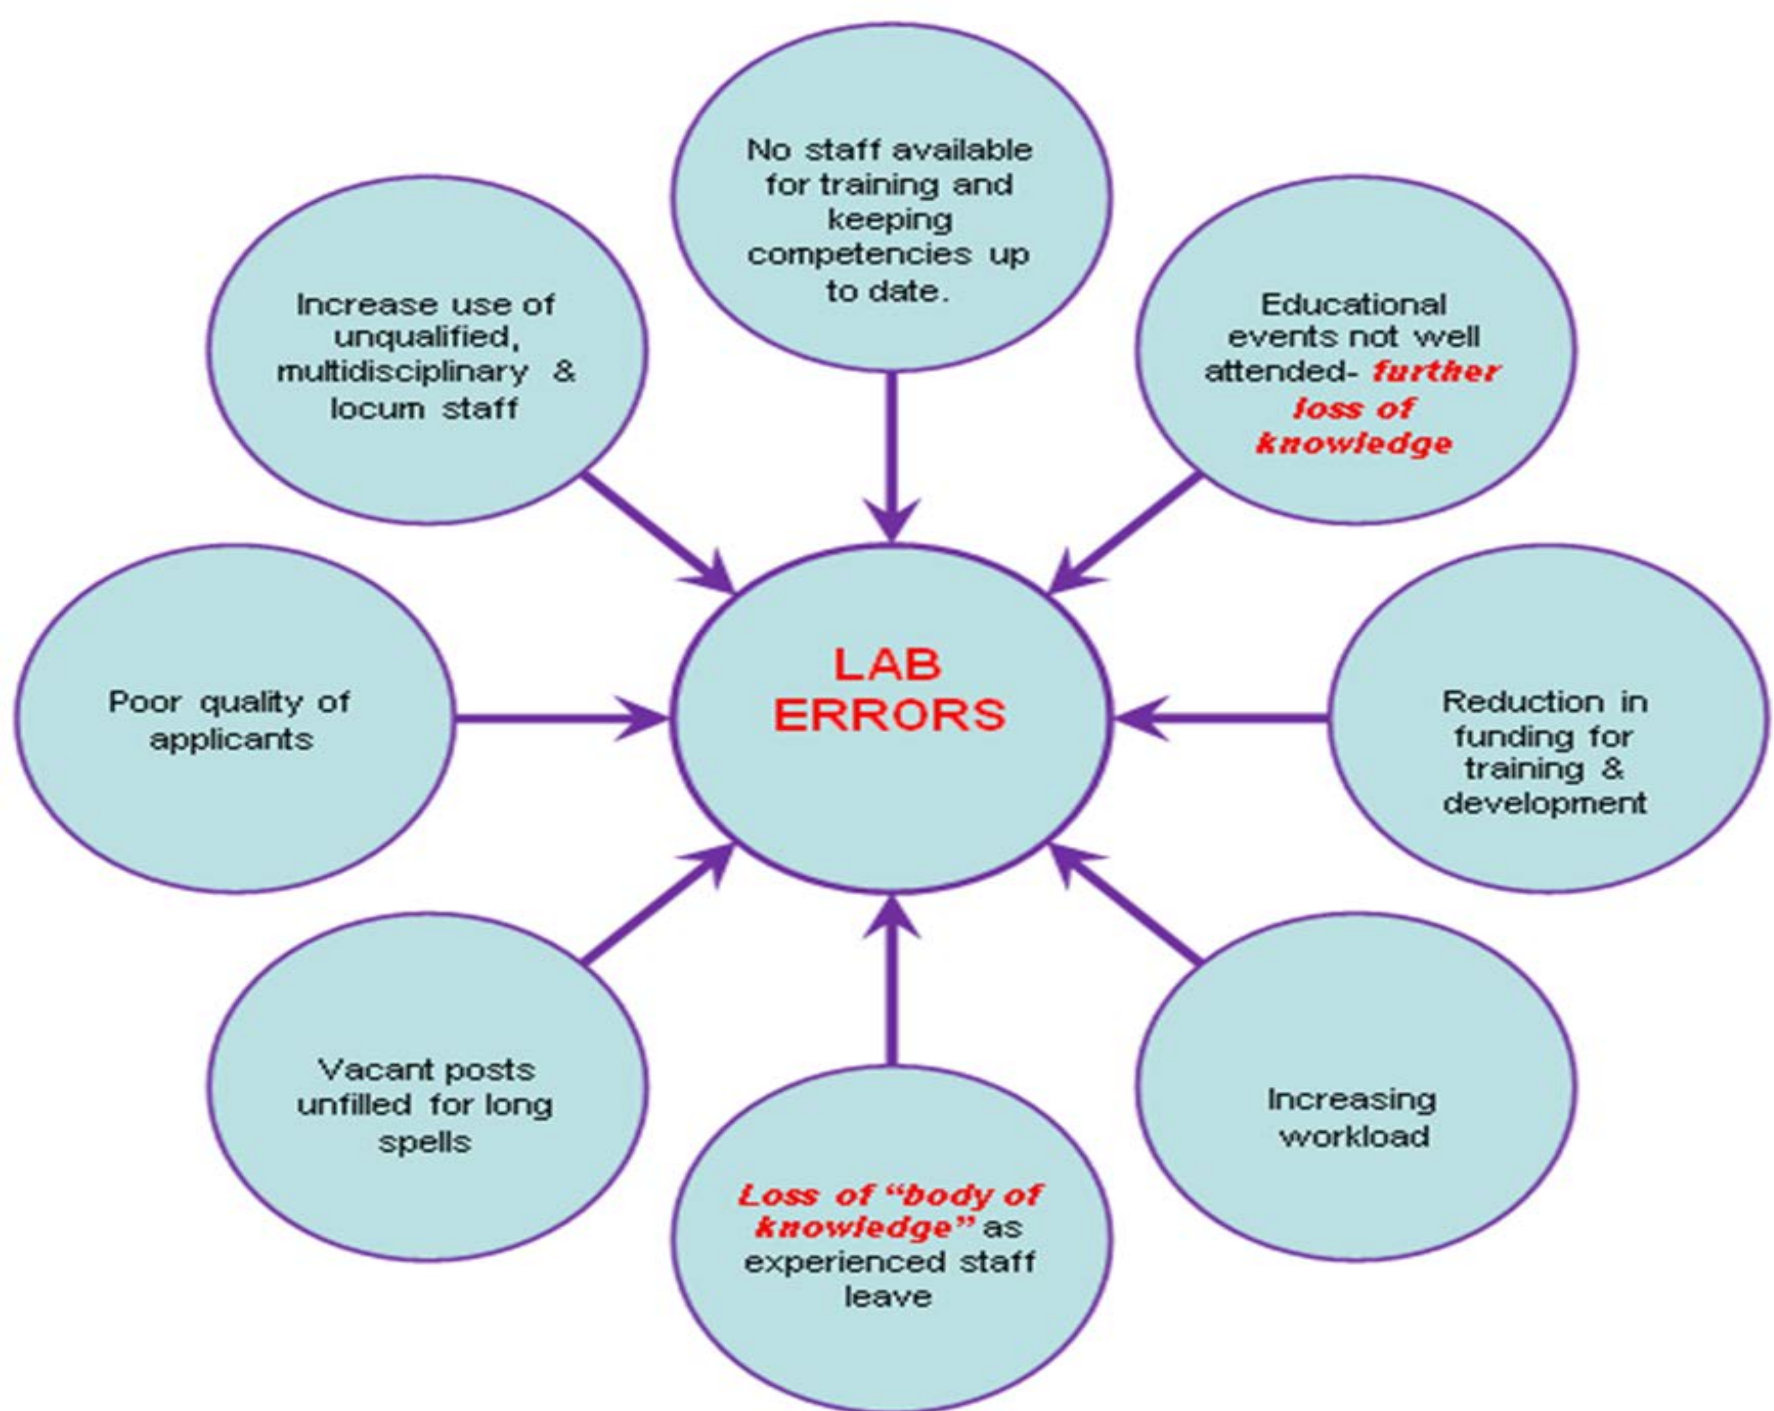 No staff available
for training and
keeping
competencies up
to date.
Increase use of
unqualified,
multidisciplinary &
locum staff
Educational
events not well
attended- further
loss of
knowledge
LAB
ERRORS
Poor quality of
applicants
Reduction in
funding for
training &
development
Vacant posts
unfilled for long
spells
Increasing
workload
Loss of “body of
knowledge” as
experienced staff
leave